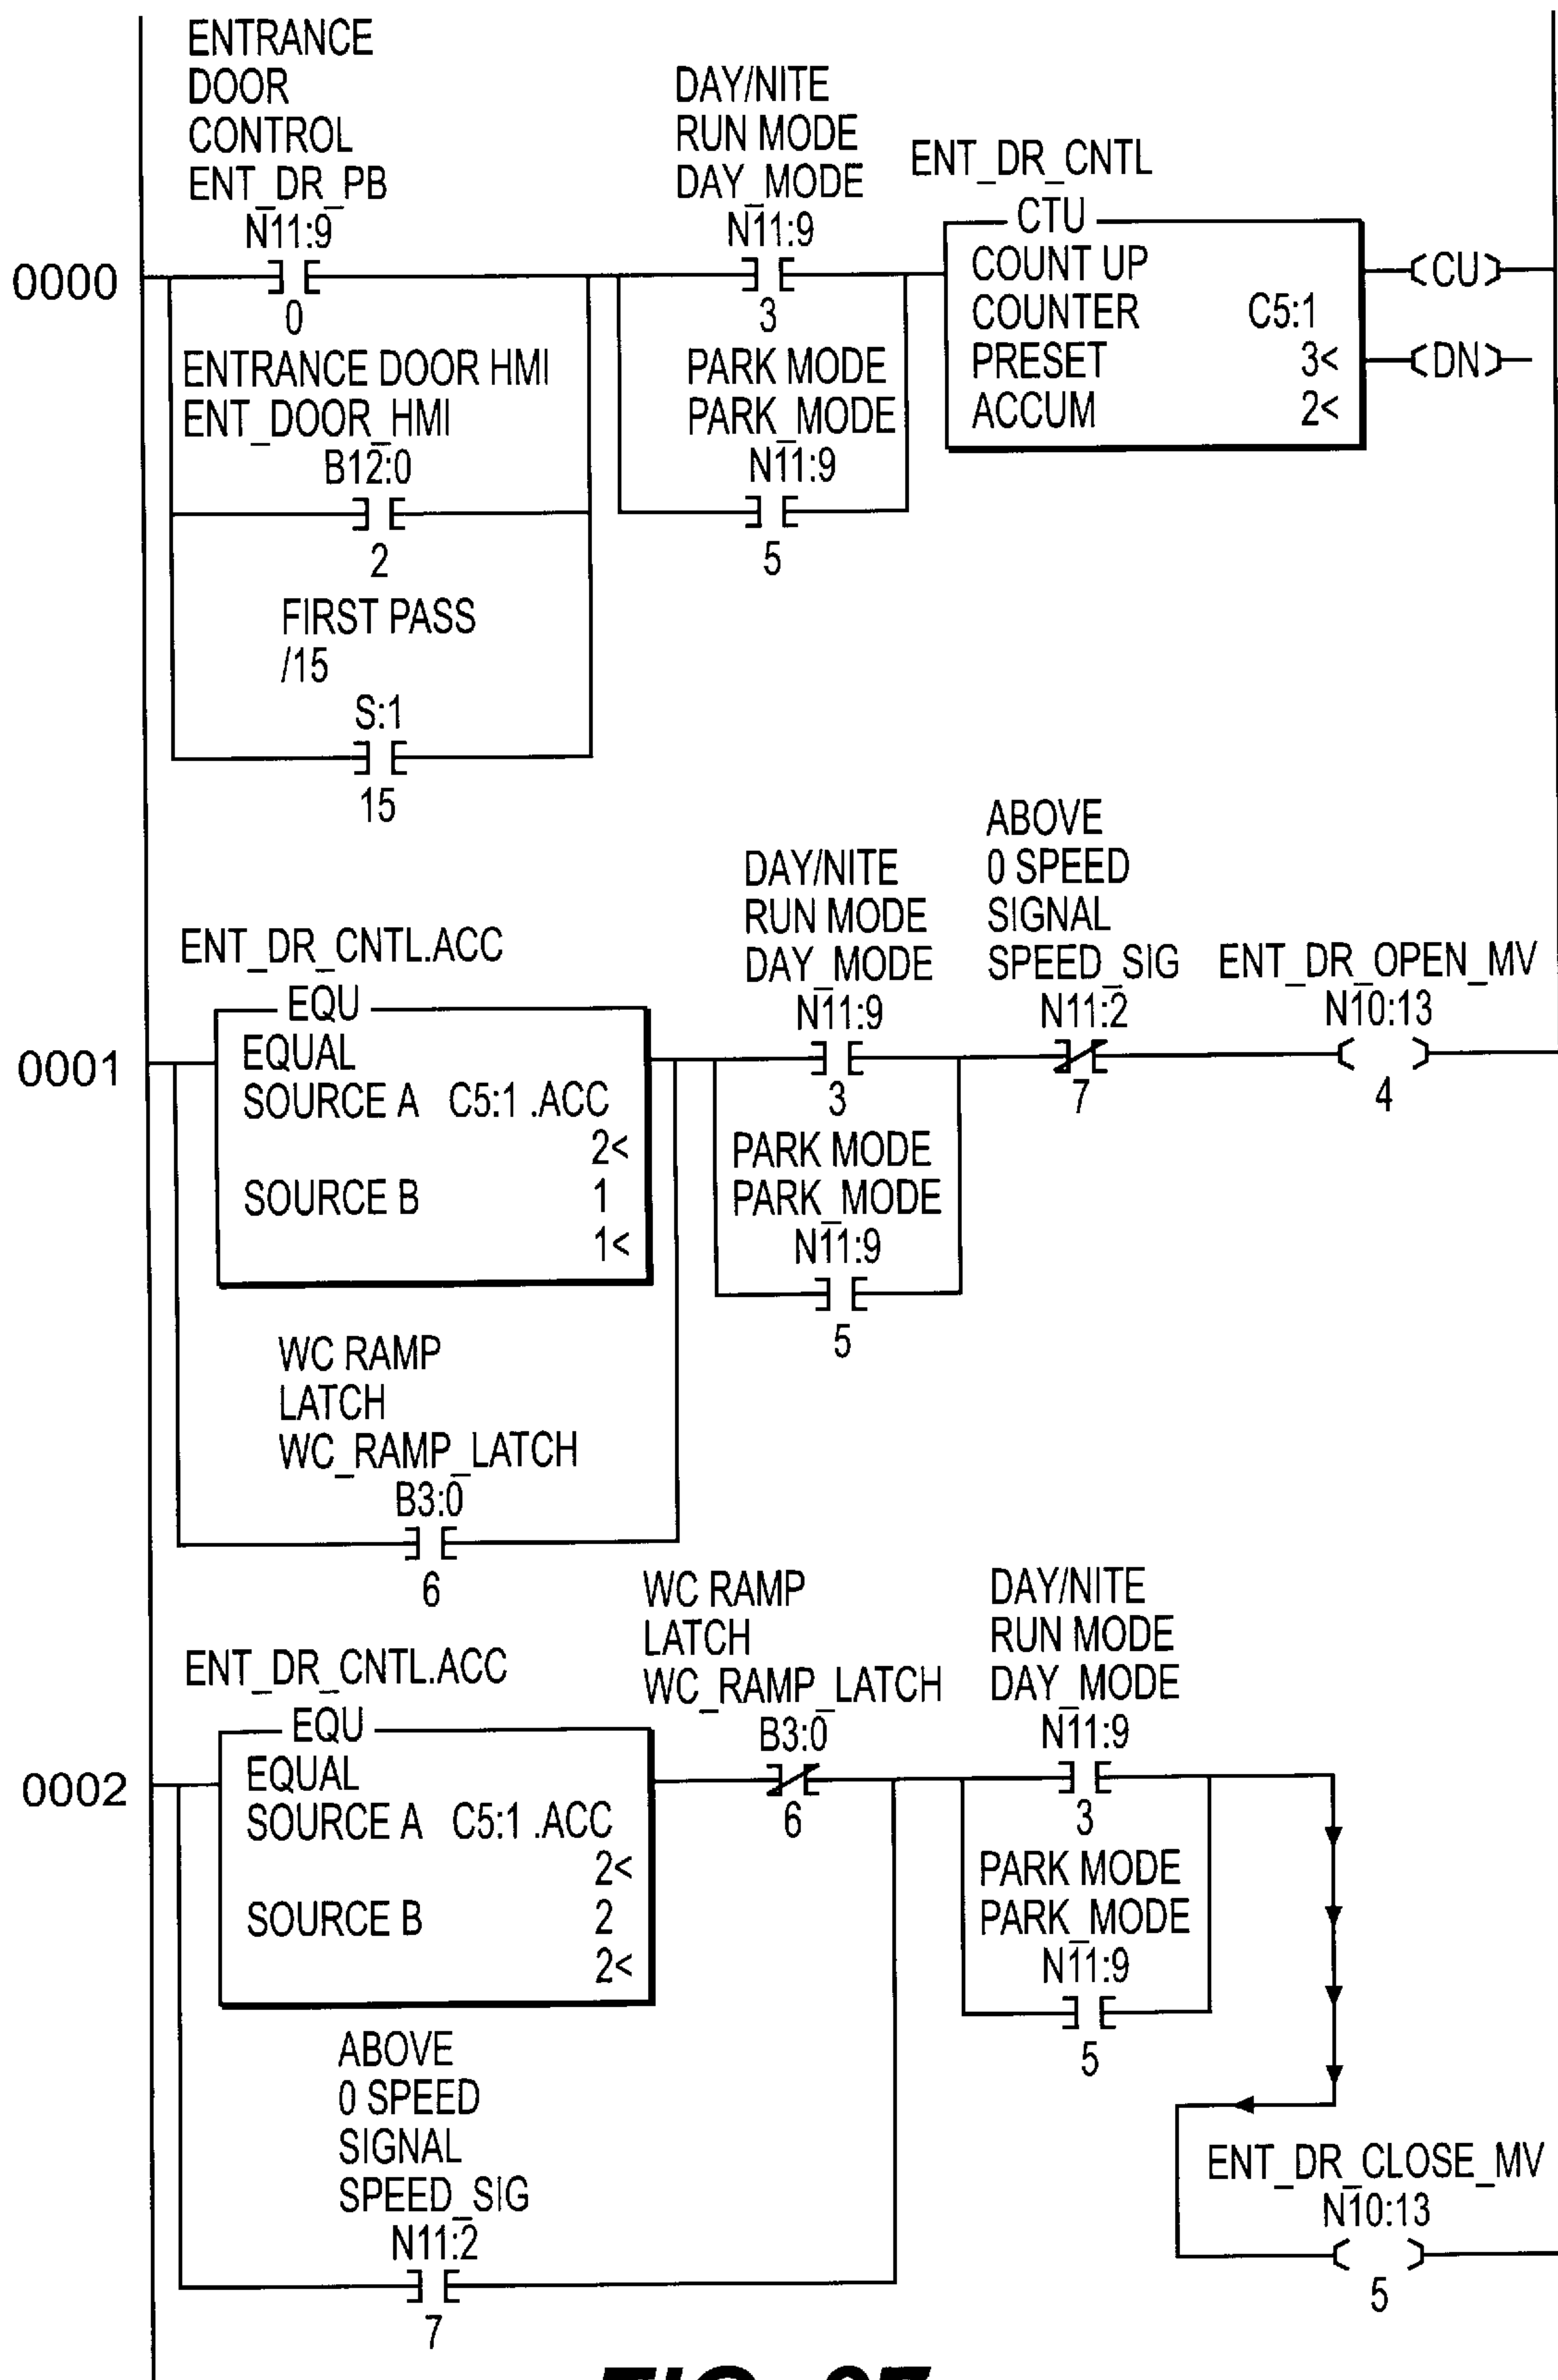 ENTRANCE
DOOR
CONTROL
ENT_DR_PB
N11:9
0
DAY/NITE
RUN MODE
DAY_MODE
N11:9
3
ENT_DR_CNTL
CTU
COUNT UP
COUNTER C5:1
PRESET 3<
ACCUM 2<
CU
DN
0000
ENTRANCE DOOR HMI
ENT_DOOR_HMI
B12:0
2
PARK MODE
PARK_MODE
N11:9
5
FIRST PASS
/15
S:1
15
0001
ENT_DR_CNTL.ACC
EQU
EQUAL
SOURCE A C5:1 .ACC
2<
SOURCE B 1
1<
DAY/NITE
RUN MODE
DAY_MODE
N11:9
3
ABOVE
0 SPEED
SIGNAL
SPEED_SIG
N11:2
7
ENT_DR_OPEN_MV
N10:13
4
PARK MODE
PARK_MODE
N11:9
5
WC RAMP
LATCH
WC_RAMP_LATCH
B3:0
6
0002
ENT_DR_CNTL.ACC
EQU
EQUAL
SOURCE A C5:1 .ACC
2<
SOURCE B 2
2<
WC RAMP
LATCH
WC_RAMP_LATCH
B3:0
6
DAY/NITE
RUN MODE
DAY_MODE
N11:9
3
PARK MODE
PARK_MODE
N11:9
5
ABOVE
0 SPEED
SIGNAL
SPEED_SIG
N11:2
7
ENT_DR_CLOSE_MV
N10:13
5